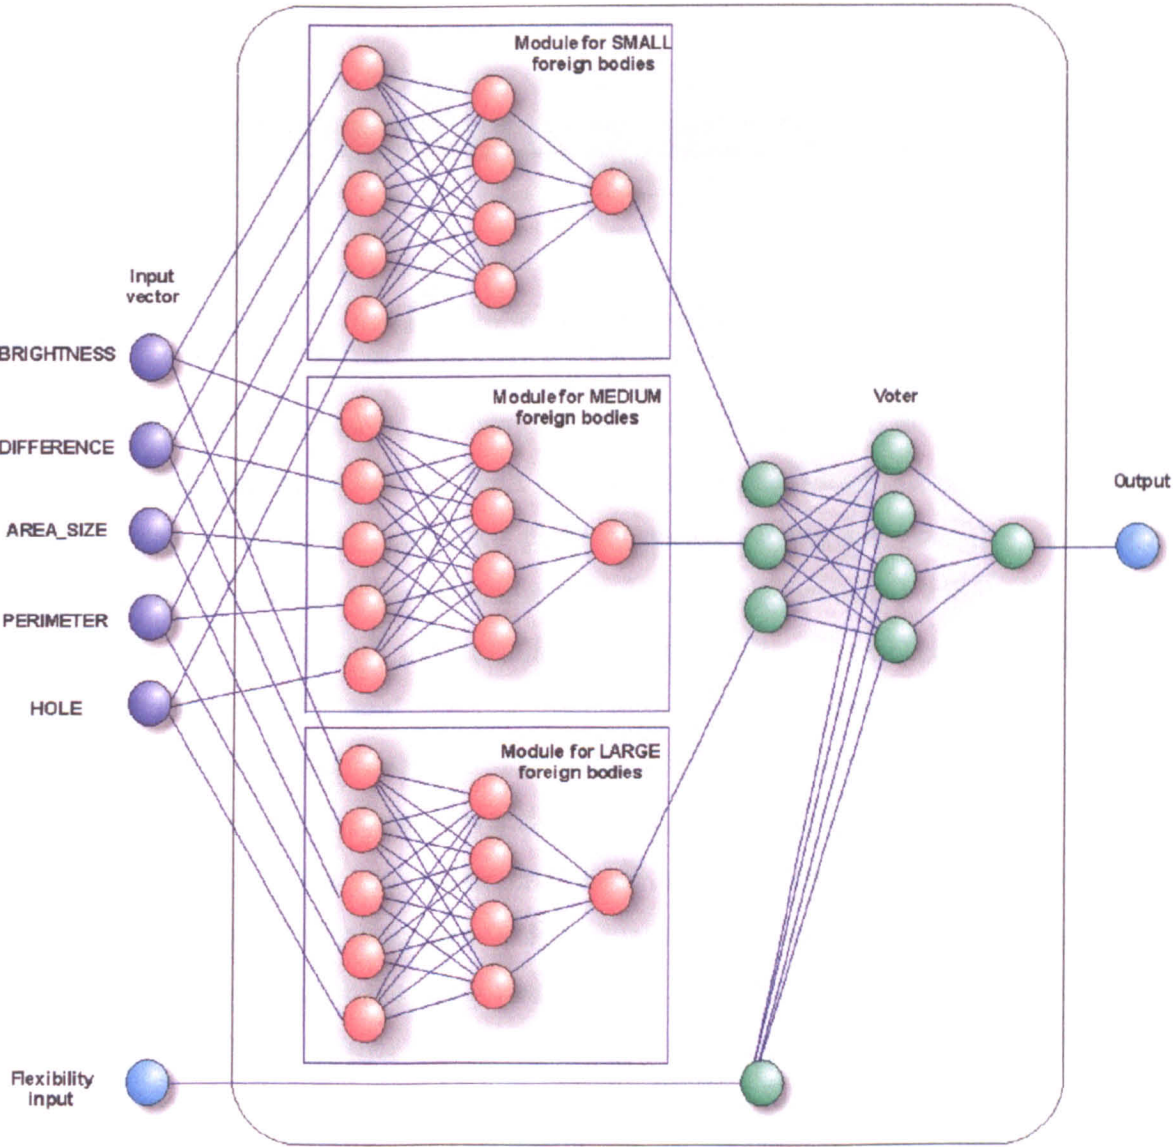 Module for SMALL
foreign bodies
Input
vector
BRIGHTNESS
DIFFERENCE
AREA_SIZE
PERIMETER
HOLE
Module for MEDIUM
foreign bodies
Voter
Output
Module for LARGE
foreign bodies
Flexibility
input